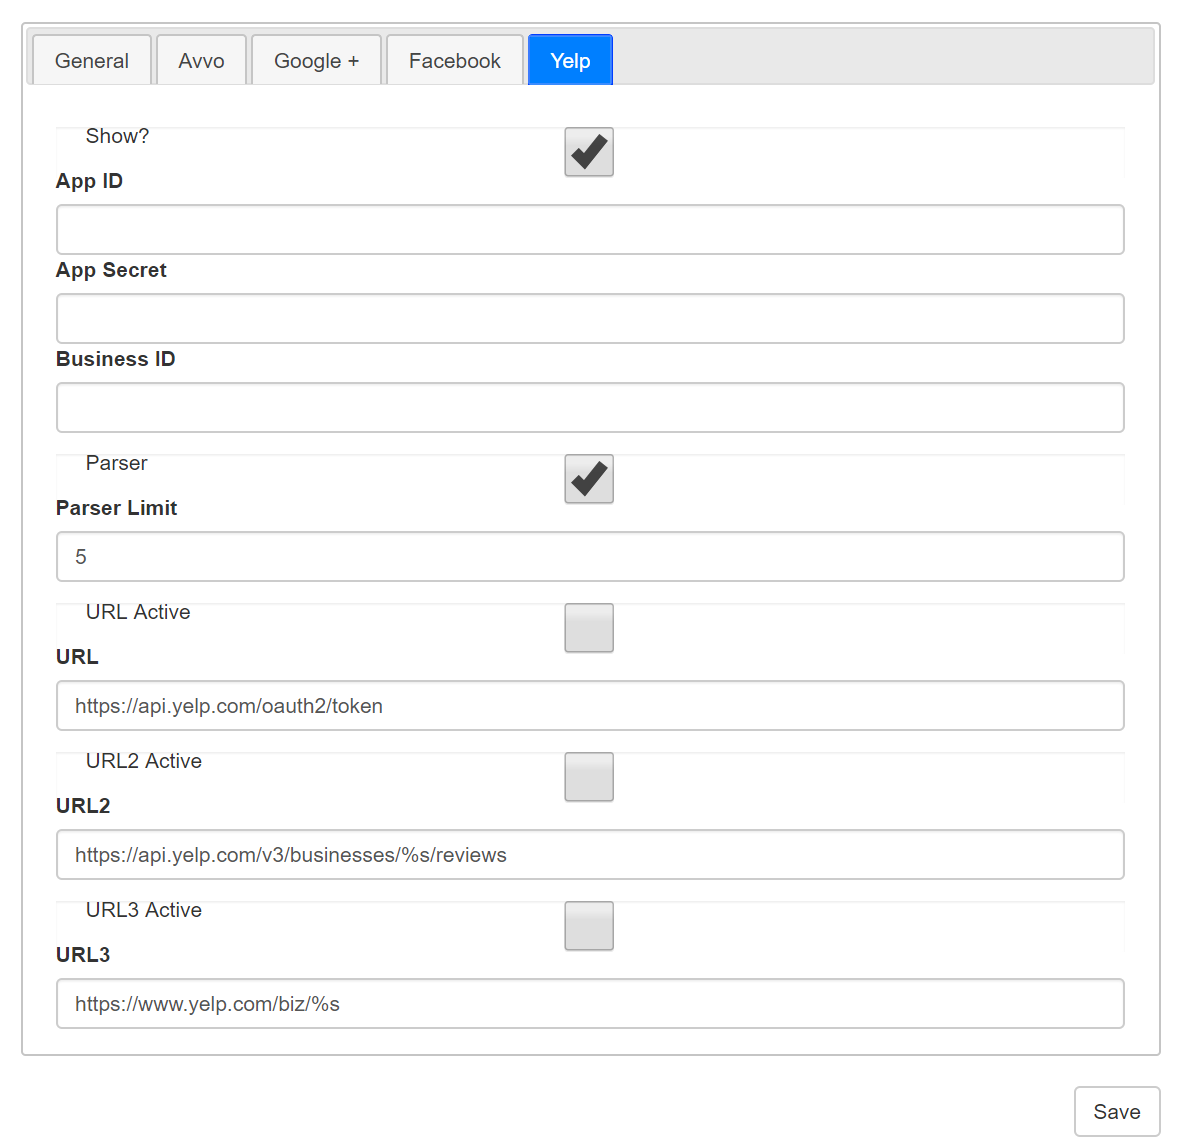 General Avvo Google + Facebook Yelp
Show?
App ID
App Secret
Business ID
Parser
Parser Limit
5
URL Active
URL
https://api.yelp.com/oauth2/token
URL2 Active
URL2
https://api.yelp.com/v3/businesses/%s/reviews
URL3 Active
URL3
https://www.yelp.com/biz/%s
Save